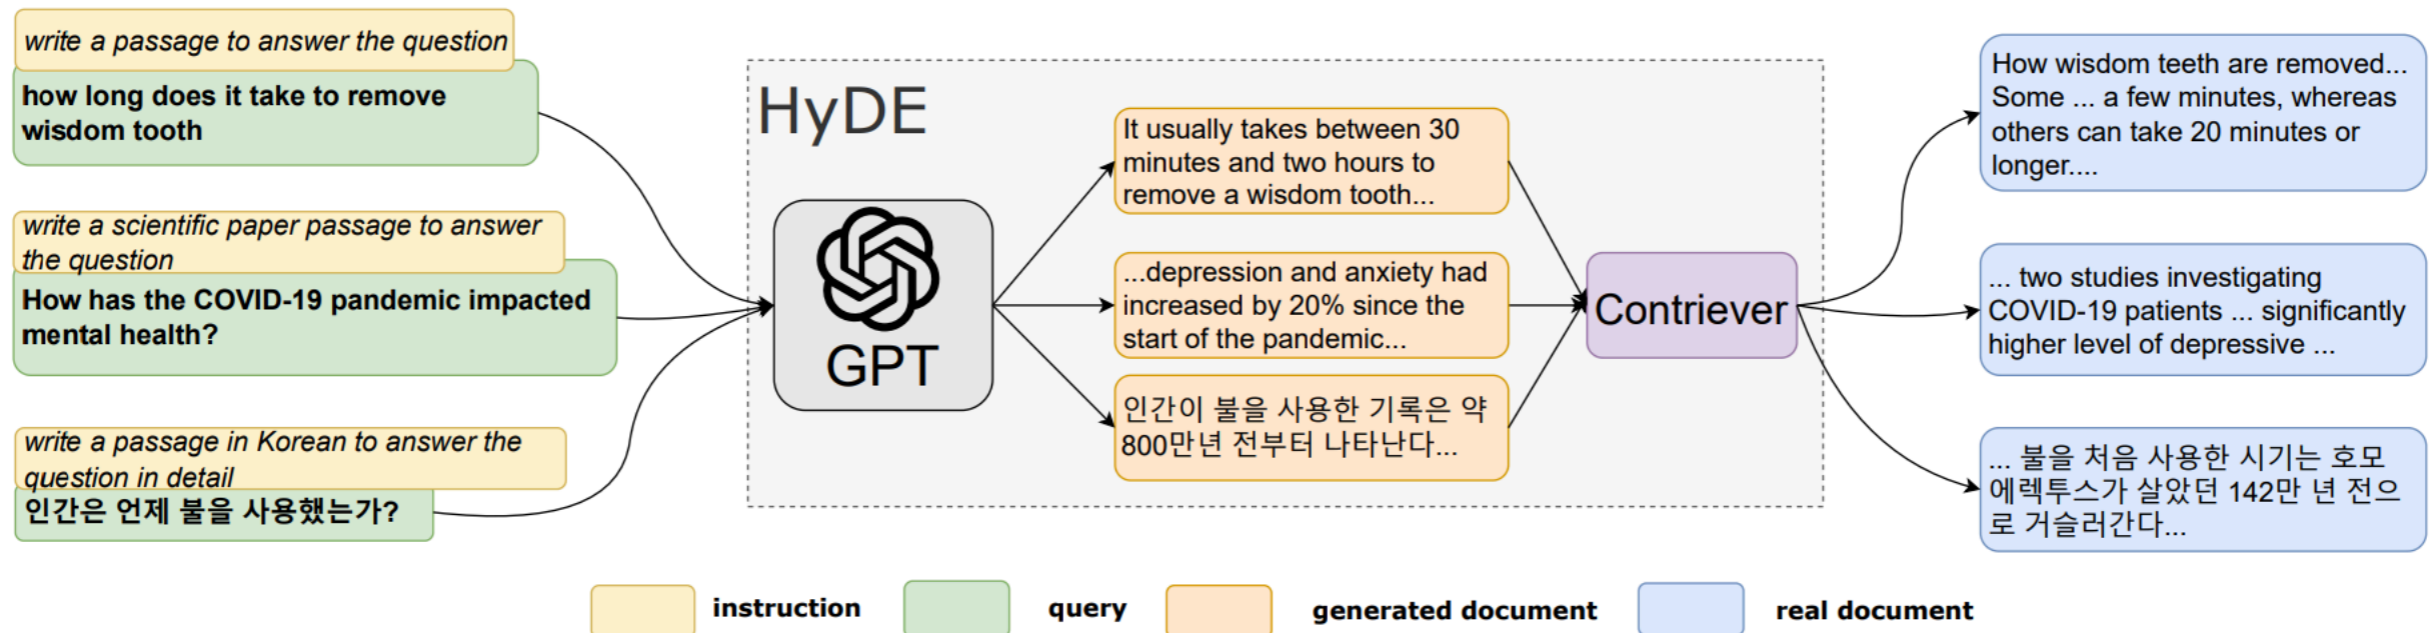 write a passage to answer the question
how long does it take to remove
wisdom tooth
write a scientific paper passage to answer
the question
How has the COVID-19 pandemic impacted
mental health?
write a passage in Korean to answer the
question in detail
인간은 언제 불을 사용했는가?
HyDE
GPT
It usually takes between 30
minutes and two hours to
remove a wisdom tooth...
...depression and anxiety had
increased by 20% since the
start of the pandemic...
인간이 불을 사용한 기록은 약
800만년 전부터 나타난다...
Contriever
How wisdom teeth are removed...
Some ... a few minutes, whereas
others can take 20 minutes or
longer....
... two studies investigating
COVID-19 patients ... significantly
higher level of depressive ...
... 불을 처음 사용한 시기는 호모
에렉투스가 살았던 142만 년 전으
로 거슬러간다...
instruction
query
generated document
real document